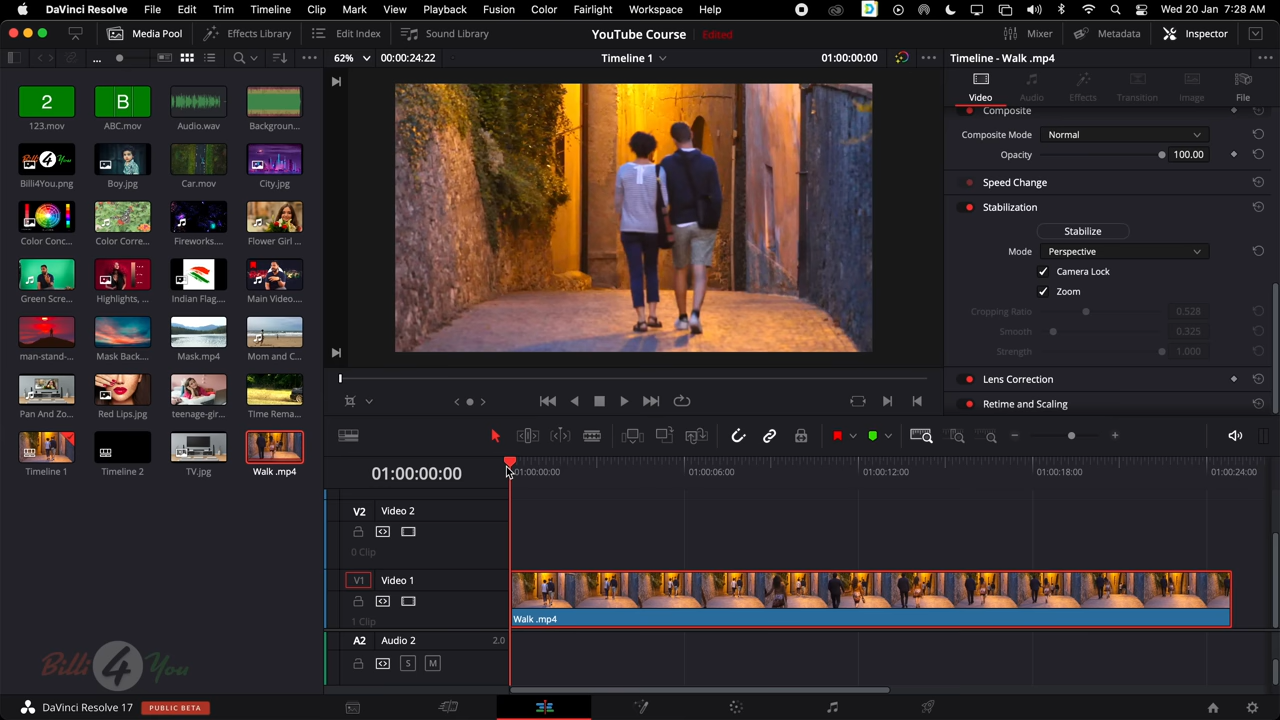 DaVinci Resolve File Edit Trim Timeline Clip Mark View Playback Fusion Color Fairlight Workspace Help Wed 20 Jan 7:28 AM
Media Pool Effects Library Edit Index Sound Library YouTube Course Edited Mixer Metadata Inspector
... 62% 00:00:24:22 Timeline 1 01:00:00:00 Timeline - Walk .mp4
Video Audio Effects Transition Image File
2 B
123.mov ABC.mov Audio.wav Backgroun...
Billi 4 You
Billi4You.png Boy.jpg Car.mov City.jpg
Color Conc... Color Corre... Fireworks.... Flower Girl ...
Green Scre... Highlights, ... Indian Flag.... Main Video....
man-stand-... Mask Back.... Mask.mp4 Mom and C...
Pan And Zo... Red Lips.jpg teenage-gir... TIme Rema...
Timeline 1 Timeline 2 TV.jpg Walk .mp4
Composite
Composite Mode Normal
Opacity 100.00
Speed Change
Stabilization
Stabilize
Mode Perspective
Camera Lock
Zoom
Cropping Ratio 0.528
Smooth 0.325
Strength 1.000
Lens Correction
Retime and Scaling
01:00:00:00 01:00:00:00 01:00:06:00 01:00:12:00 01:00:18:00 01:00:24:00
V2 Video 2
0 Clip
V1 Video 1
1 Clip
Walk .mp4
A2 Audio 2 2.0
S M
Billi 4 You
DaVinci Resolve 17 PUBLIC BETA